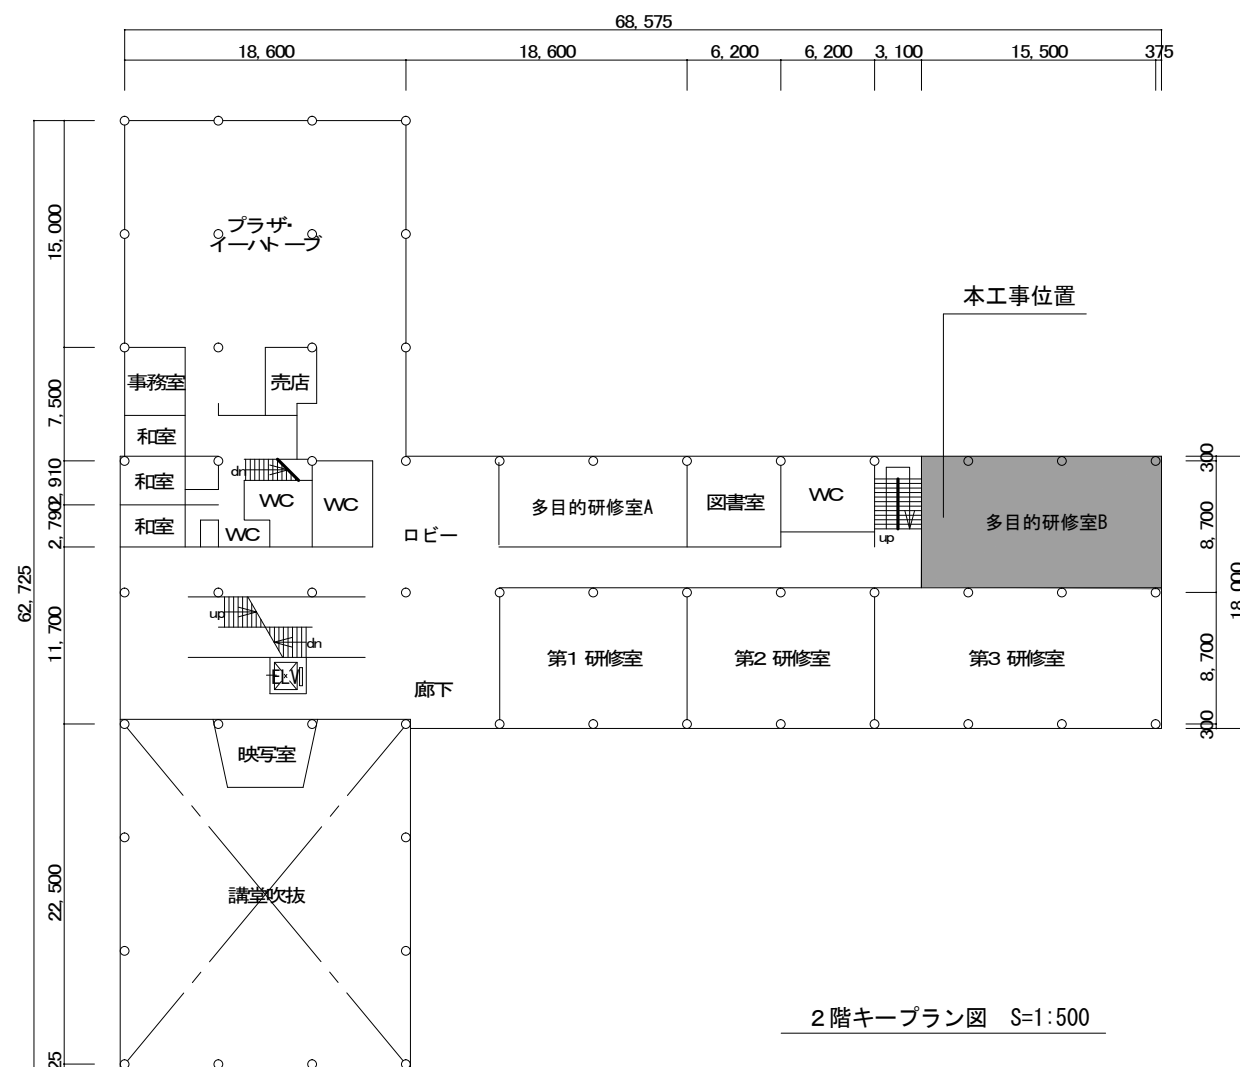 68,575
18,600
18,600
6,200
6,200
3,100
15,500
375
15,000
7,500
2,910
2,790
11,700
22,500
25
62,725
プラザ・
イーハトーブ
本工事位置
事務室
売店
和室
和室
和室
dn
WC
WC
WC
ロビー
多目的研修室A
図書室
WC
up
多目的研修室B
300
8,700
18,000
8,700
300
up
dn
ELV
廊下
第1研修室
第2研修室
第3研修室
映写室
講堂吹抜
2階キープラン図 S=1:500